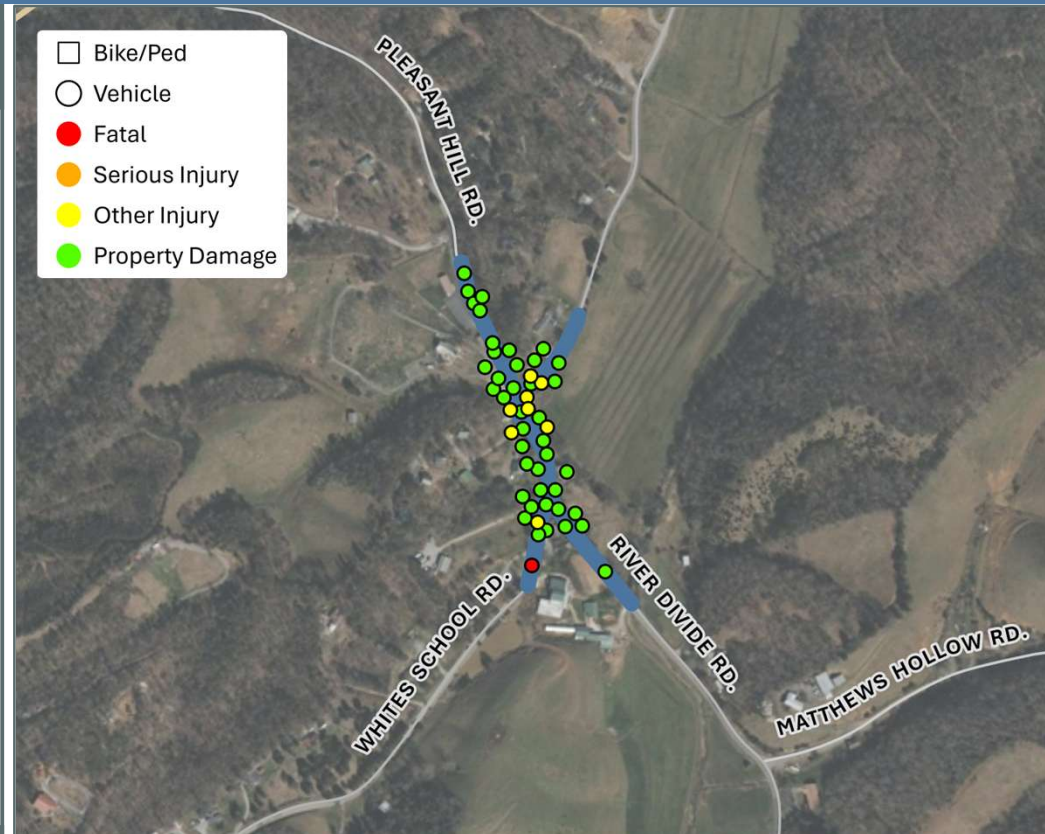 Bike/Ped
Vehicle
Fatal
Serious Injury
Other Injury
Property Damage
PLEASANT HILL RD.
RIVER DIVIDE RD.
WHITES SCHOOL RD.
MATTHEWS HOLLOW RD.